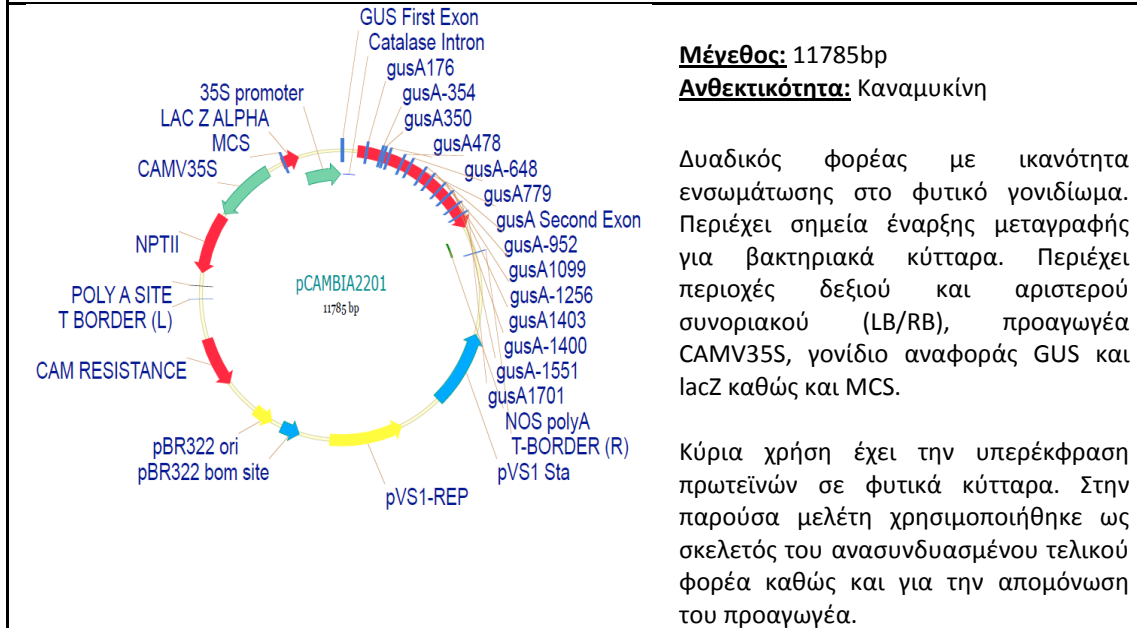 GUS First Exon
Catalase Intron
gusA176
gusA-354
gusA350
gusA478
gusA-648
gusA779
gusA Second Exon
gusA-952
gusA1099
gusA-1256
gusA1403
gusA-1400
gusA-1551
gusA1701
NOS polyA
T-BORDER (R)
pVS1 Sta
pVS1-REP
pBR322 bom site
pBR322 ori
CAM RESISTANCE
T BORDER (L)
POLY A SITE
NPTII
CAMV35S
MCS
LAC Z ALPHA
35S promoter
pCAMBIA2201
11785 bp
Μέγεθος: 11785bp
Ανθεκτικότητα: Καναμυκίνη
Δυαδικός φορέας με ικανότητα
ενσωμάτωσης στο φυτικό γονιδίωμα.
Περιέχει σημεία έναρξης μεταγραφής
για βακτηριακά κύτταρα. Περιέχει
περιοχές δεξιού και αριστερού
συνοριακού (LB/RB), προαγωγέα
CAMV35S, γονίδιο αναφοράς GUS και
lacZ καθώς και MCS.
Κύρια χρήση έχει την υπερέκφραση
πρωτεϊνών σε φυτικά κύτταρα. Στην
παρούσα μελέτη χρησιμοποιήθηκε ως
σκελετός του ανασυνδυασμένου τελικού
φορέα καθώς και για την απομόνωση
του προαγωγέα.